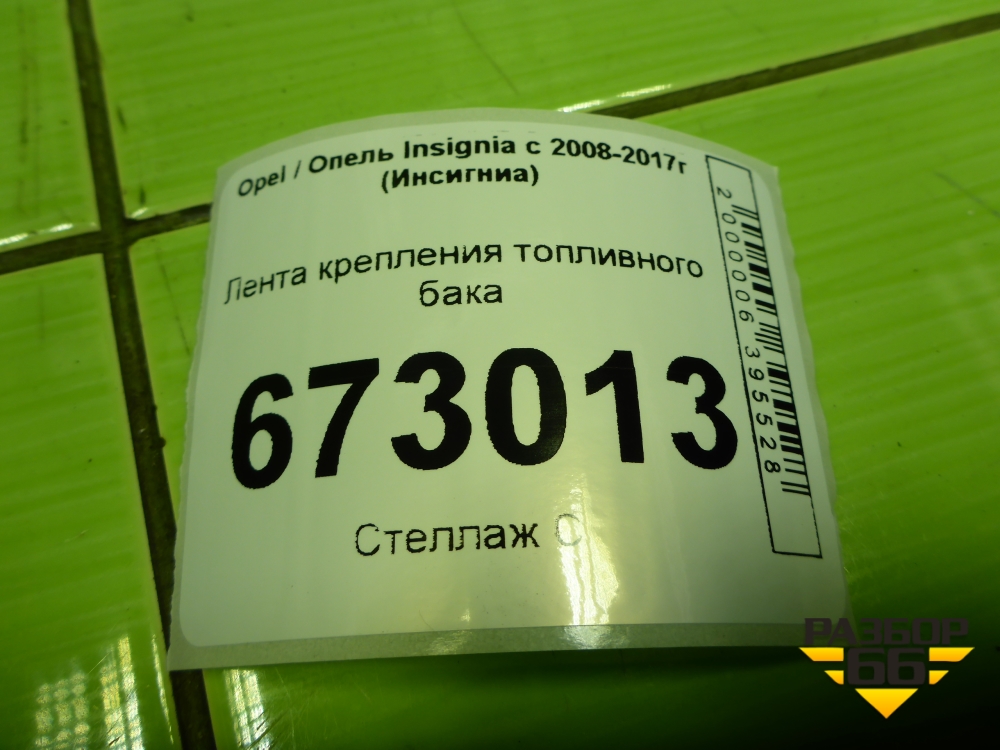 Opel / Опель Insignia с 2008-2017г
(Инсигниа)
Лента крепления топливного
бака
673013
Стеллаж С
2000006395528
РАЗБОР
66